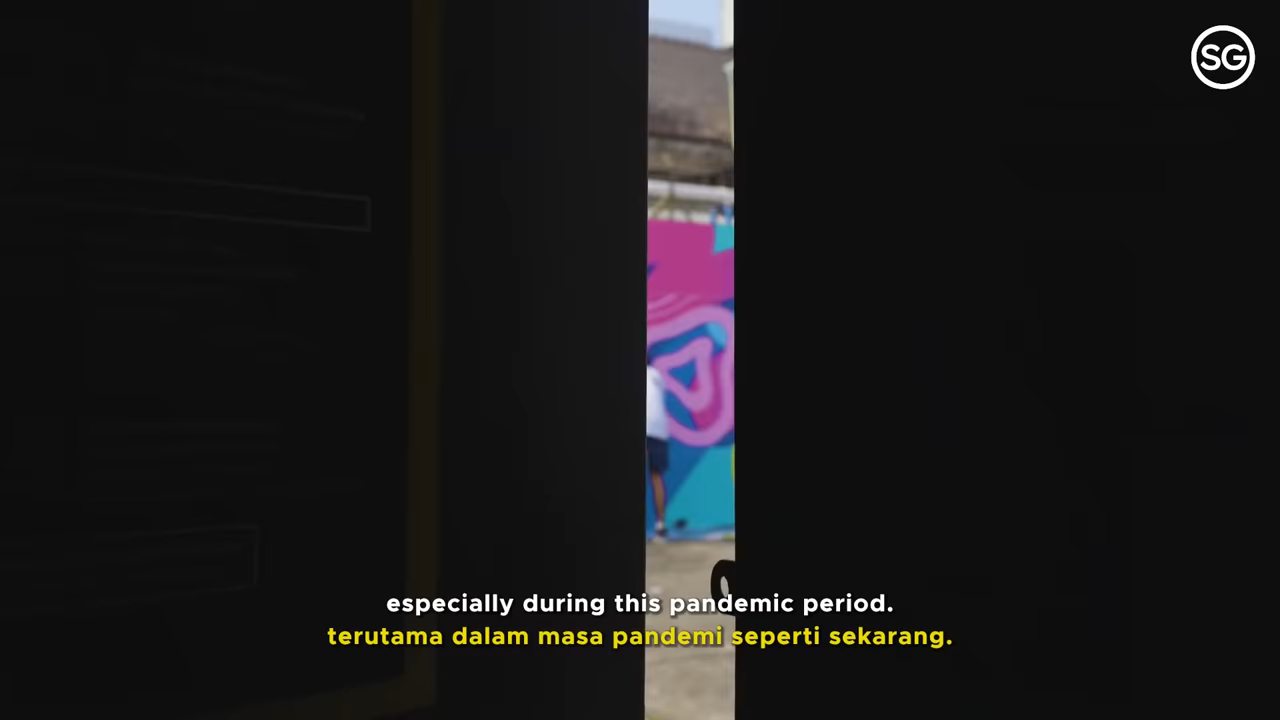 SG
especially during this pandemic period.
terutama dalam masa pandemi seperti sekarang.